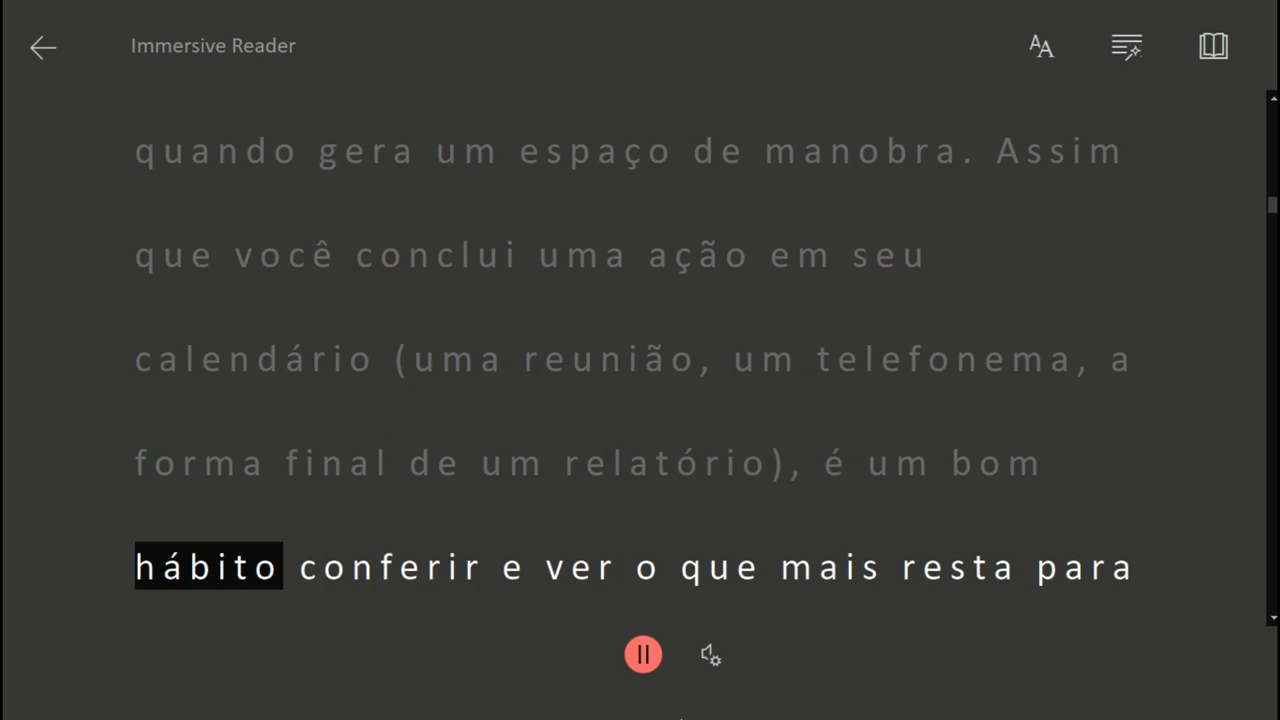 Immersive Reader
quando gera um espaço de manobra. Assim
que você conclui uma ação em seu
calendário (uma reunião, um telefonema, a
forma final de um relatório), é um bom
hábito conferir e ver o que mais resta para